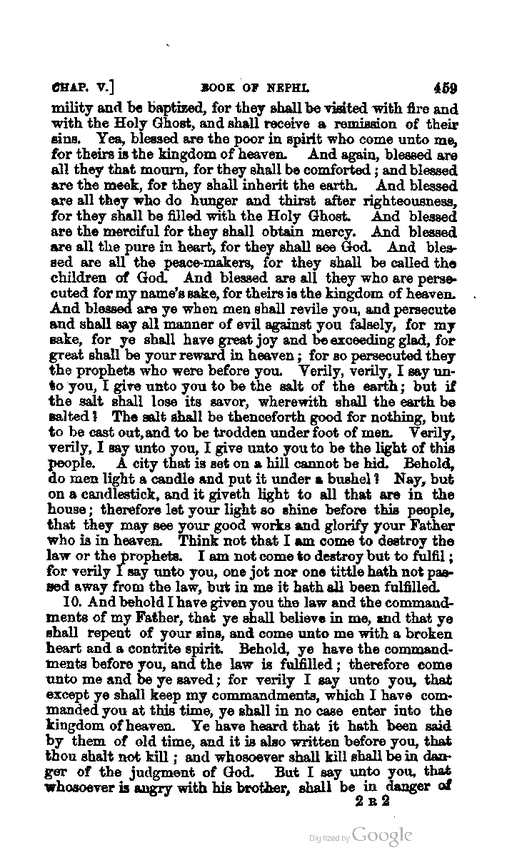 CHAP. V.] BOOK OF NEPHI. 459
mility and be baptized, for they shall be visited with fire and
with the Holy Ghost, and shall receive a remission of their
sins. Yea, blessed are the poor in spirit who come unto me,
for theirs is the kingdom of heaven. And again, blessed are
all they that mourn, for they shall be comforted; and blessed
are the meek, for they shall inherit the earth. And blessed
are all they who do hunger and thirst after righteousness,
for they shall be filled with the Holy Ghost. And blessed
are the merciful for they shall obtain mercy. And blessed
are all the pure in heart, for they shall see God. And bles-
sed are all the peace-makers, for they shall be called the
children of God. And blessed are all they who are perse-
cuted for my name's sake, for theirs is the kingdom of heaven.
And blessed are ye when men shall revile you, and persecute
and shall say all manner of evil against you falsely, for my
sake, for ye shall have great joy and be exceeding glad, for
great shall be your reward in heaven; for so persecuted they
the prophets who were before you. Verily, verily, I say un-
to you, I give unto you to be the salt of the earth; but if
the salt shall lose its savor, wherewith shall the earth be
salted? The salt shall be thenceforth good for nothing, but
to be cast out, and to be trodden under foot of men. Verily,
verily, I say unto you, I give unto you to be the light of this
people. A city that is set on a hill cannot be hid. Behold,
do men light a candle and put it under a bushel? Nay, but
on a candlestick, and it giveth light to all that are in the
house; therefore let your light so shine before this people,
that they may see your good works and glorify your Father
who is in heaven. Think not that I am come to destroy the
law or the prophets. I am not come to destroy but to fulfil;
for verily I say unto you, one jot nor one tittle hath not pas-
sed away from the law, but in me it hath all been fulfilled.
10. And behold I have given you the law and the command-
ments of my Father, that ye shall believe in me, and that ye
shall repent of your sins, and come unto me with a broken
heart and a contrite spirit. Behold, ye have the command-
ments before you, and the law is fulfilled; therefore come
unto me and be ye saved; for verily I say unto you, that
except ye shall keep my commandments, which I have com-
manded you at this time, ye shall in no case enter into the
kingdom of heaven. Ye have heard that it hath been said
by them of old time, and it is also written before you, that
thou shalt not kill; and whosoever shall kill shall be in dan-
ger of the judgment of God. But I say unto you, that
whosoever is angry with his brother, shall be in danger of
2 R 2
Digitized by Google